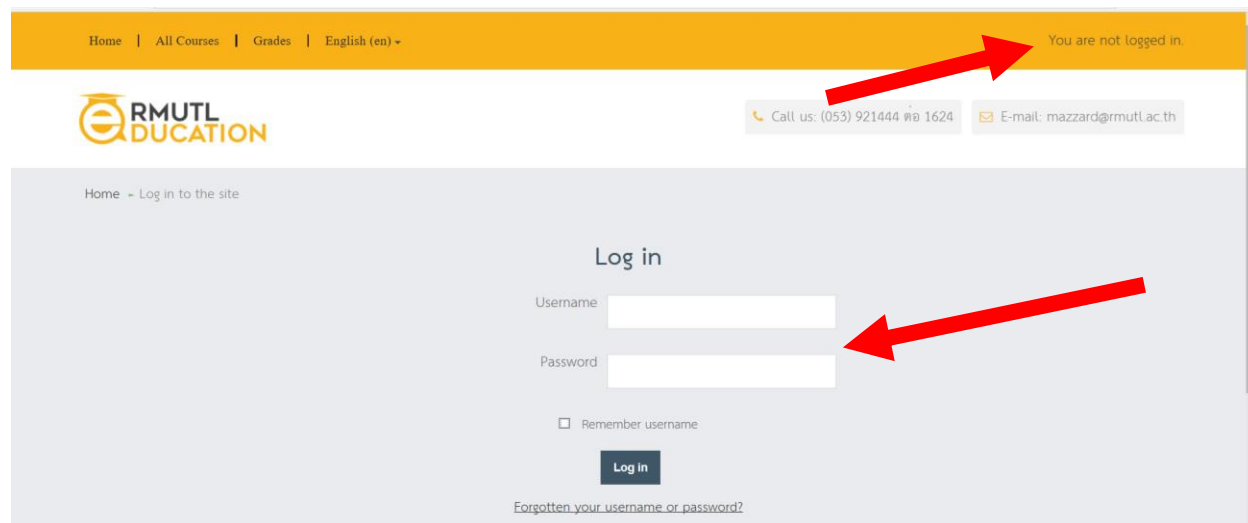 Home | All Courses | Grades | English (en)
You are not logged in.
RMUTL
eDUCATION
Call us: (053) 921444 ต่อ 1624
E-mail: mazzard@rmutl.ac.th
Home - Log in to the site
Log in
Username
Password
Remember username
Log in
Forgotten your username or password?